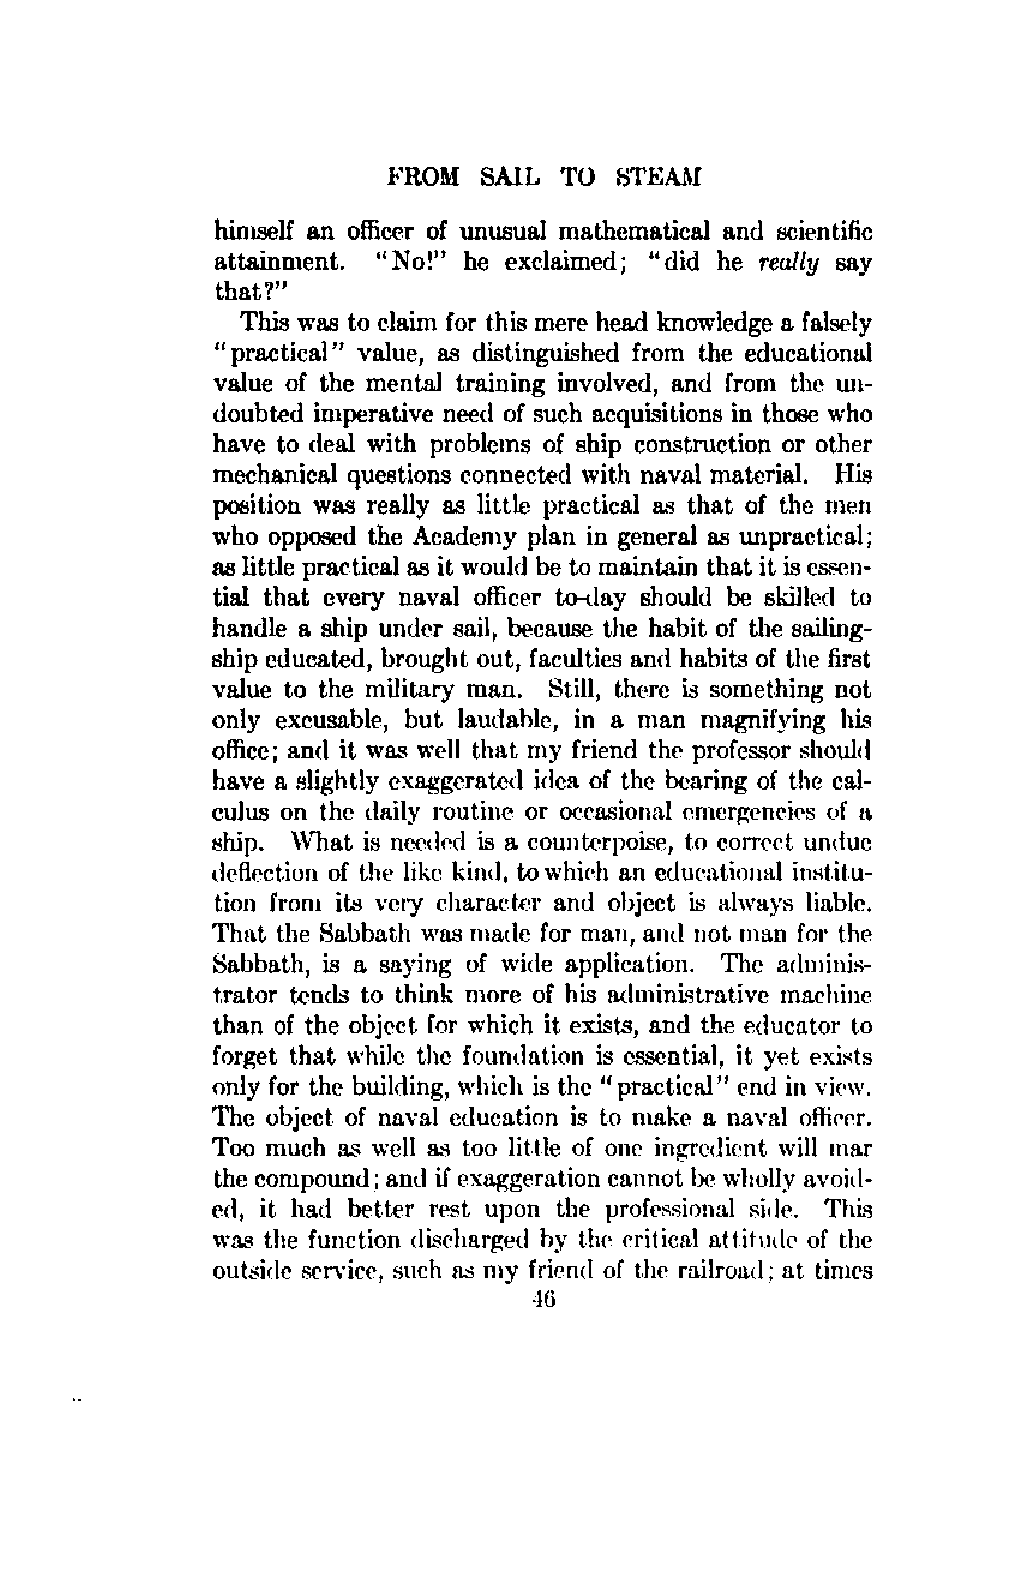 FROM SAIL TO STEAM
himself an officer of unusual mathematical and scientific
attainment. "No!" he exclaimed; "did he really say
that?"
This was to claim for this mere head knowledge a falsely
"practical" value, as distinguished from the educational
value of the mental training involved, and from the un-
doubted imperative need of such acquisitions in those who
have to deal with problems of ship construction or other
mechanical questions connected with naval material. His
position was really as little practical as that of the men
who opposed the Academy plan in general as unpractical;
as little practical as it would be to maintain that it is essen-
tial that every naval officer to-day should be skilled to
handle a ship under sail, because the habit of the sailing-
ship educated, brought out, faculties and habits of the first
value to the military man. Still, there is something not
only excusable, but laudable, in a man magnifying his
office; and it was well that my friend the professor should
have a slightly exaggerated idea of the bearing of the cal-
culus on the daily routine or occasional emergencies of a
ship. What is needed is a counterpoise, to correct undue
deflection of the like kind, to which an educational institu-
tion from its very character and object is always liable.
That the Sabbath was made for man, and not man for the
Sabbath, is a saying of wide application. The adminis-
trator tends to think more of his administrative machine
than of the object for which it exists, and the educator to
forget that while the foundation is essential, it yet exists
only for the building, which is the "practical" end in view.
The object of naval education is to make a naval officer.
Too much as well as too little of one ingredient will mar
the compound; and if exaggeration cannot be wholly avoid-
ed, it had better rest upon the professional side. This
was the function discharged by the critical attitude of the
outside service, such as my friend of the railroad; at times
46